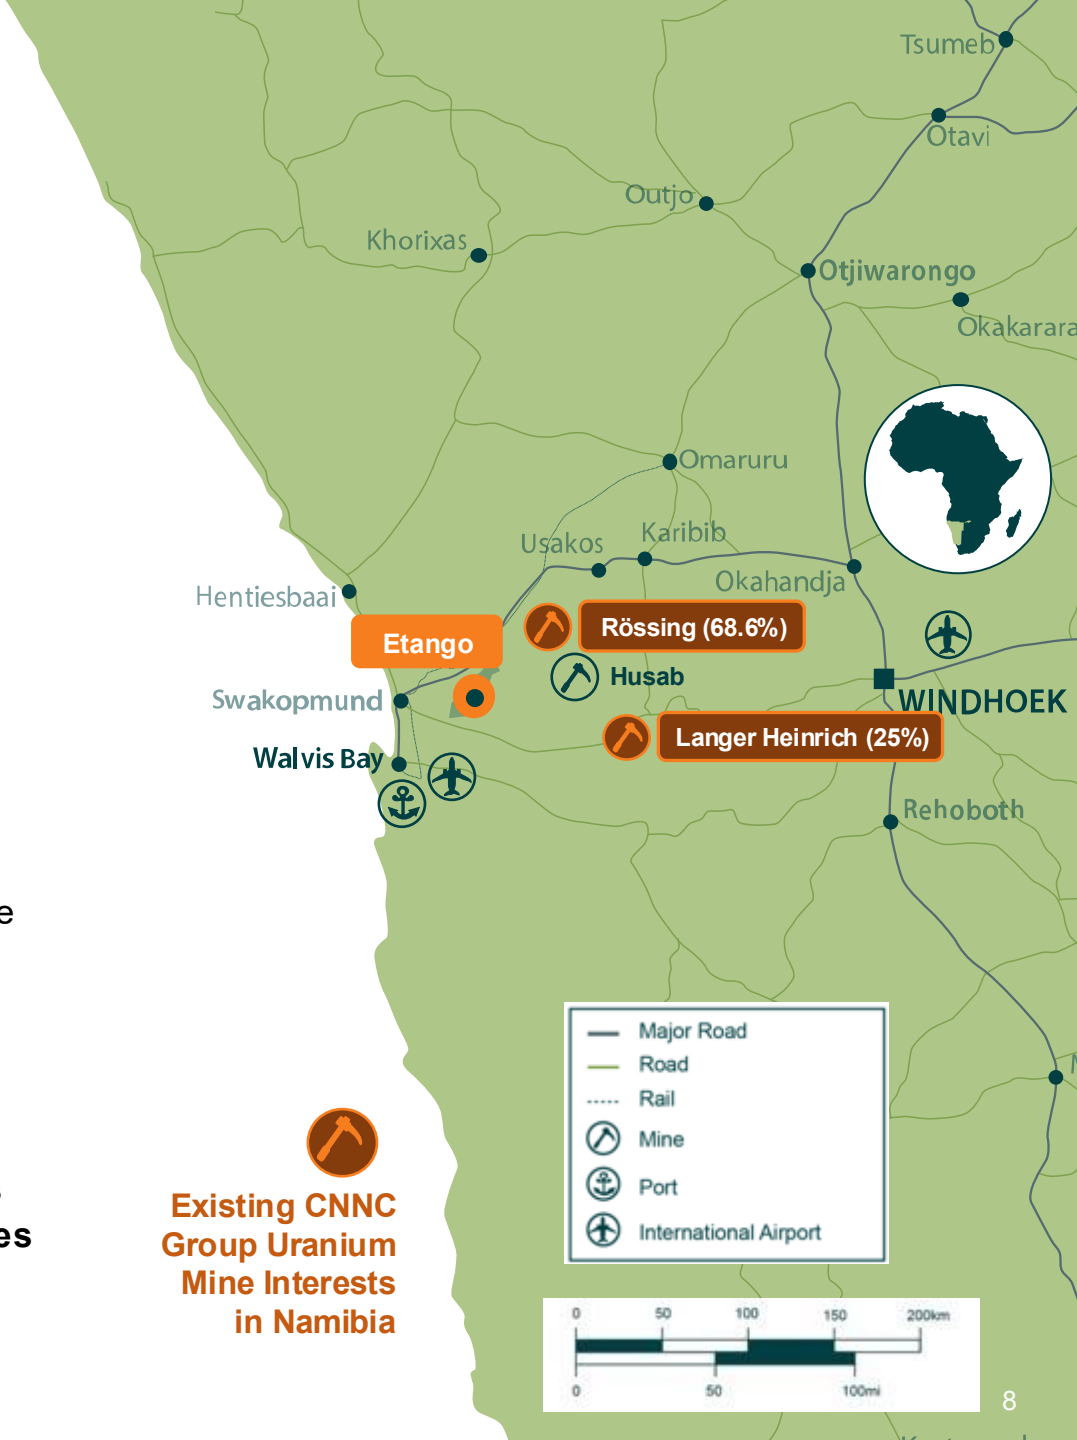 Tsumeb
Otavi
Outjo
Khorixas
Otjiwarongo
Okakarara
Omaruru
Karibib
Usakos
Okahandja
Hentiesbaai
Rössing (68.6%)
Etango
Husab
Swakopmund
WINDHOEK
Langer Heinrich (25%)
Walvis Bay
Rehoboth
e
Major Road
Road
Rail
Mine
Port
International Airport
Existing CNNC
Group Uranium
Mine Interests
in Namibia
es
0 50 100 150 200km
0 50 100mi
8